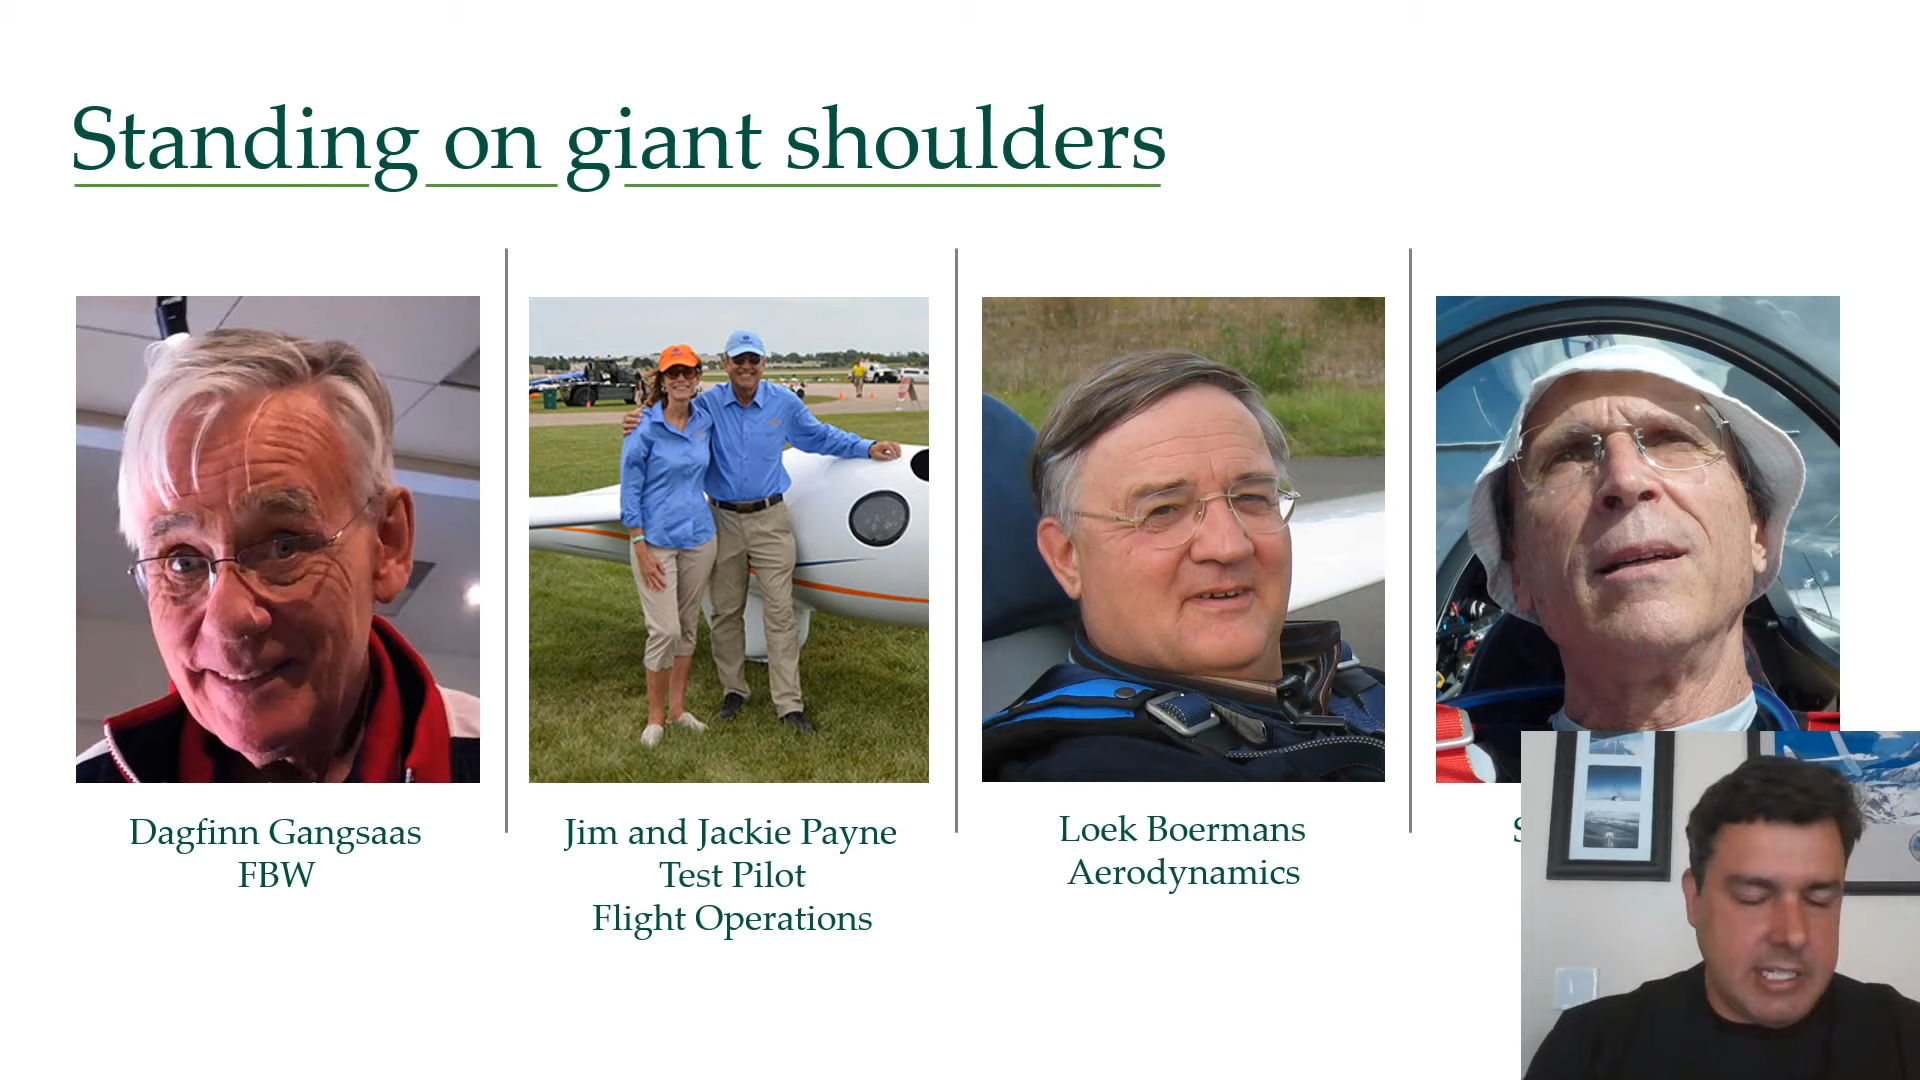 Standing on giant shoulders
Dagfinn Gangsaas
FBW
Jim and Jackie Payne
Test Pilot
Flight Operations
Loek Boermans
Aerodynamics